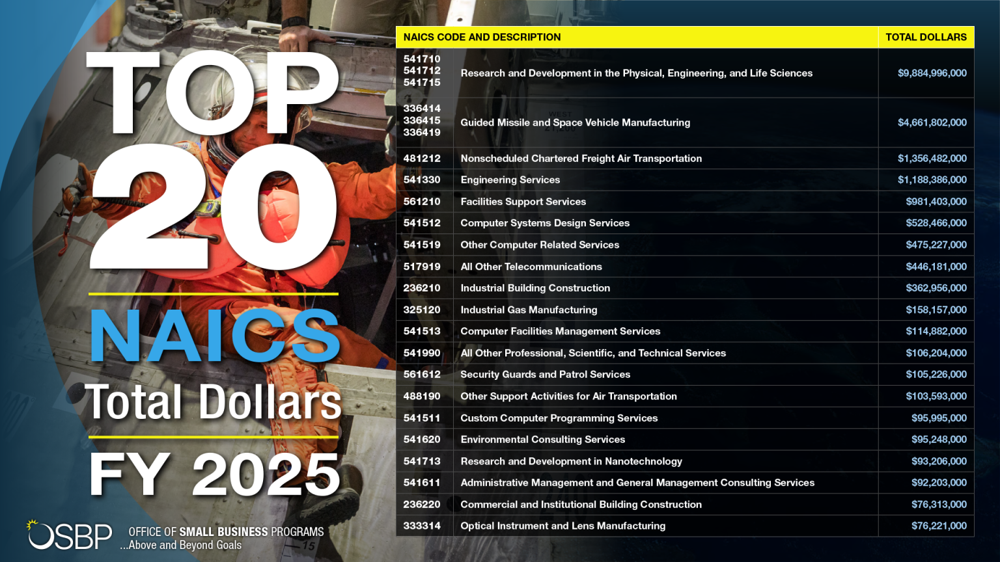 TOP
20
NAICS
Total Dollars
FY 2025
OSBP
OFFICE OF SMALL BUSINESS PROGRAMS
...Above and Beyond Goals
15
NAICS CODE AND DESCRIPTION TOTAL DOLLARS
541710
541712
541715
Research and Development in the Physical, Engineering, and Life Sciences $9,884,996,000
336414
336415
336419
Guided Missile and Space Vehicle Manufacturing $4,661,802,000
WEST
21,200
481212 Nonscheduled Chartered Freight Air Transportation $1,356,482,000
541330 Engineering Services $1,188,386,000
561210 Facilities Support Services $981,403,000
541512 Computer Systems Design Services $528,466,000
541519 Other Computer Related Services $475,227,000
517919 All Other Telecommunications $446,181,000
236210 Industrial Building Construction $362,956,000
325120 Industrial Gas Manufacturing $158,157,000
541513 Computer Facilities Management Services $114,882,000
541990 All Other Professional, Scientific, and Technical Services $106,204,000
561612 Security Guards and Patrol Services $105,226,000
488190 Other Support Activities for Air Transportation $103,593,000
541511 Custom Computer Programming Services $95,995,000
541620 Environmental Consulting Services $95,248,000
541713 Research and Development in Nanotechnology $93,206,000
541611 Administrative Management and General Management Consulting Services $92,203,000
236220 Commercial and Institutional Building Construction $76,313,000
333314 Optical Instrument and Lens Manufacturing $76,221,000